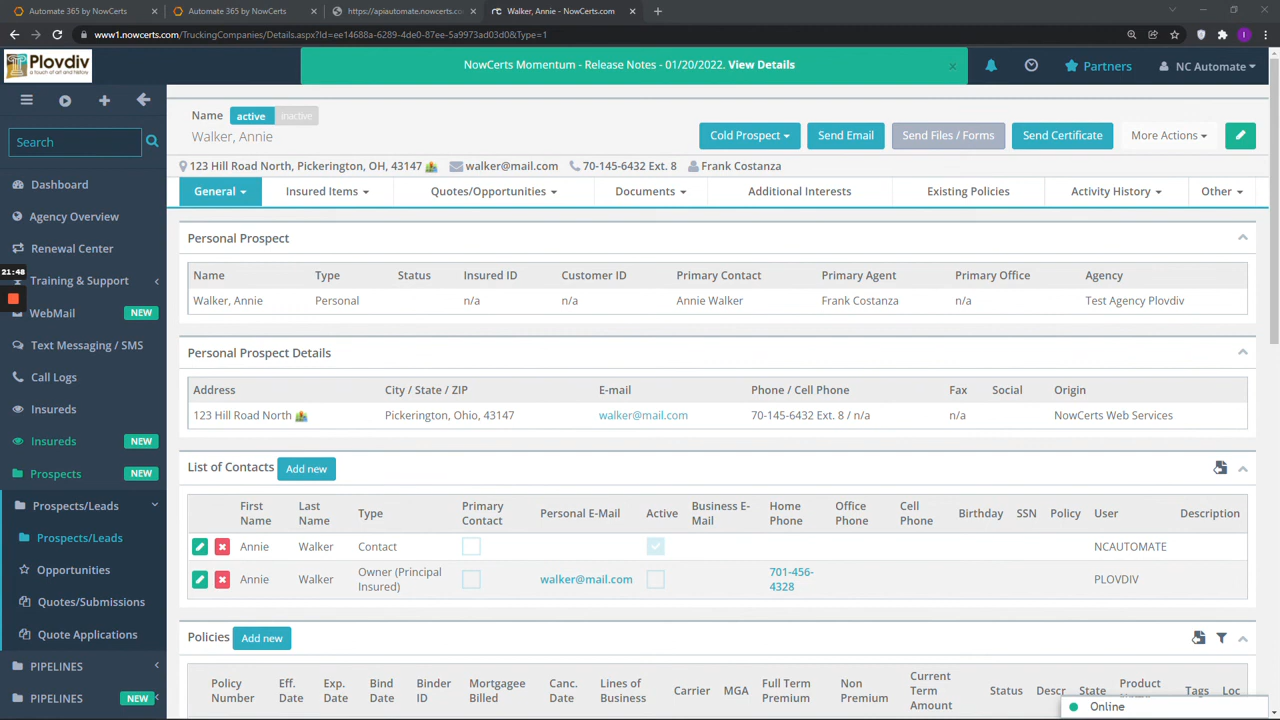 Automate 365 by NowCerts
Automate 365 by NowCerts
https://apiautomate.nowcerts.co
Walker, Annie - NowCerts.com
www1.nowcerts.com/TruckingCompanies/Details.aspx?Id=ee14688a-6289-4de0-87ee-5a9973ad03d0&Type=1
I
Plovdiv
a touch of art and history
NowCerts Momentum - Release Notes - 01/20/2022. View Details
Partners
NC Automate
Search
Dashboard
Agency Overview
Renewal Center
21:48
Training & Support
WebMail NEW
Text Messaging / SMS
Call Logs
Insureds
Insureds NEW
Prospects NEW
Prospects/Leads
Prospects/Leads
Opportunities
Quotes/Submissions
Quote Applications
PIPELINES
PIPELINES NEW
Name active inactive
Walker, Annie
Cold Prospect Send Email Send Files / Forms Send Certificate More Actions
123 Hill Road North, Pickerington, OH, 43147 walker@mail.com 70-145-6432 Ext. 8 Frank Costanza
General Insured Items Quotes/Opportunities Documents Additional Interests Existing Policies Activity History Other
Personal Prospect
Name Type Status Insured ID Customer ID Primary Contact Primary Agent Primary Office Agency
Walker, Annie Personal n/a n/a Annie Walker Frank Costanza n/a Test Agency Plovdiv
Personal Prospect Details
Address City / State / ZIP E-mail Phone / Cell Phone Fax Social Origin
123 Hill Road North Pickerington, Ohio, 43147 walker@mail.com 70-145-6432 Ext. 8 / n/a n/a NowCerts Web Services
List of Contacts Add new
First Name Last Name Type Primary Contact Personal E-Mail Active Business E-Mail Home Phone Office Phone Cell Phone Birthday SSN Policy User Description
Annie Walker Contact NCAUTOMATE
Annie Walker Owner (Principal Insured) walker@mail.com 701-456-4328 PLOVDIV
Policies Add new
Policy Number Eff. Date Exp. Date Bind Date Binder ID Mortgagee Billed Canc. Date Lines of Business Carrier MGA Full Term Premium Non Premium Current Term Amount Status Descr State Product Tags Loc
Online